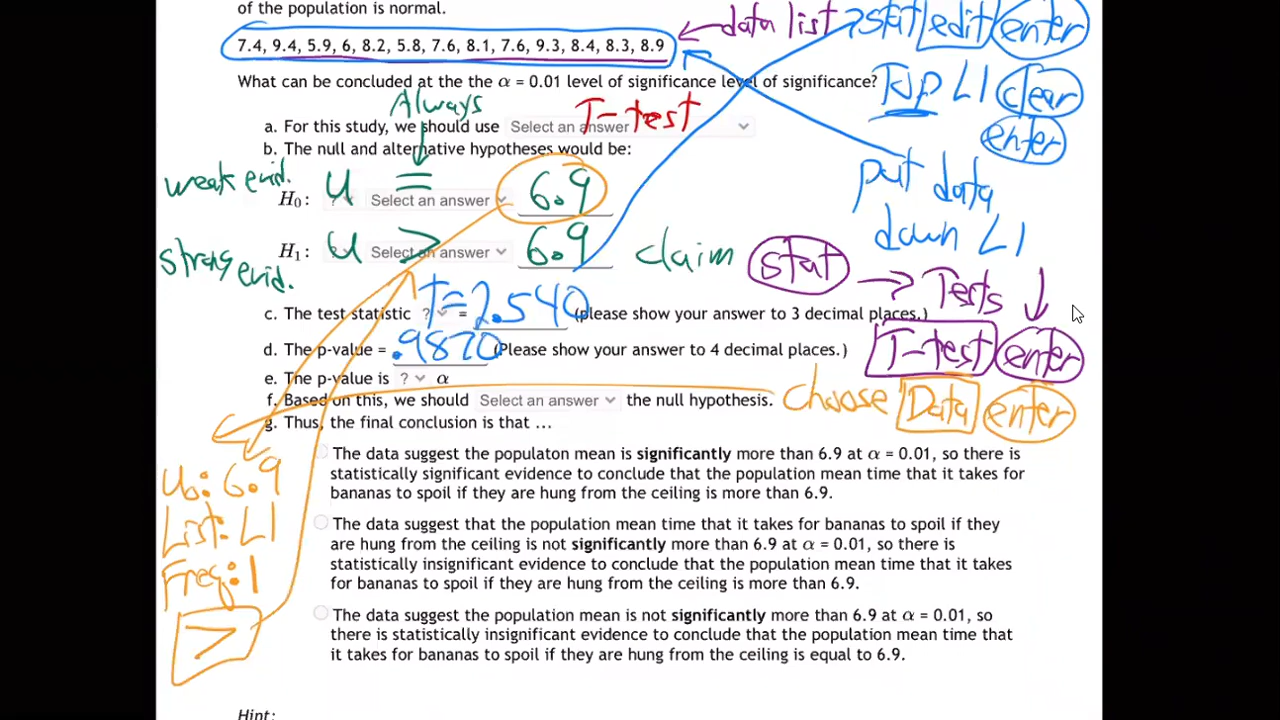 of the population is normal.
data list → stat edit enter
7.4, 9.4, 5.9, 6, 8.2, 5.8, 7.6, 8.1, 7.6, 9.3, 8.4, 8.3, 8.9
What can be concluded at the the α = 0.01 level of significance level of significance?
L1 clear
enter
Always
a. For this study, we should use Select an answer T-test
b. The null and alternative hypotheses would be:
put data
down L1
weak evid.
H₀: u = Select an answer 6.9
H₁: u > Select an answer 6.9 claim
strong evid.
stat → Tests ↓
T-test enter
c. The test statistic ? T = 2.540 (please show your answer to 3 decimal places.)
d. The p-value = .9870 (Please show your answer to 4 decimal places.)
e. The p-value is ? α
f. Based on this, we should Select an answer the null hypothesis.
choose Data enter
g. Thus, the final conclusion is that ...
The data suggest the populaton mean is significantly more than 6.9 at α = 0.01, so there is
statistically significant evidence to conclude that the population mean time that it takes for
bananas to spoil if they are hung from the ceiling is more than 6.9.
The data suggest that the population mean time that it takes for bananas to spoil if they
are hung from the ceiling is not significantly more than 6.9 at α = 0.01, so there is
statistically insignificant evidence to conclude that the population mean time that it takes
for bananas to spoil if they are hung from the ceiling is more than 6.9.
The data suggest the population mean is not significantly more than 6.9 at α = 0.01, so
there is statistically insignificant evidence to conclude that the population mean time that
it takes for bananas to spoil if they are hung from the ceiling is equal to 6.9.
: 6.9
List: L1
Freq: 1
>
Hint: